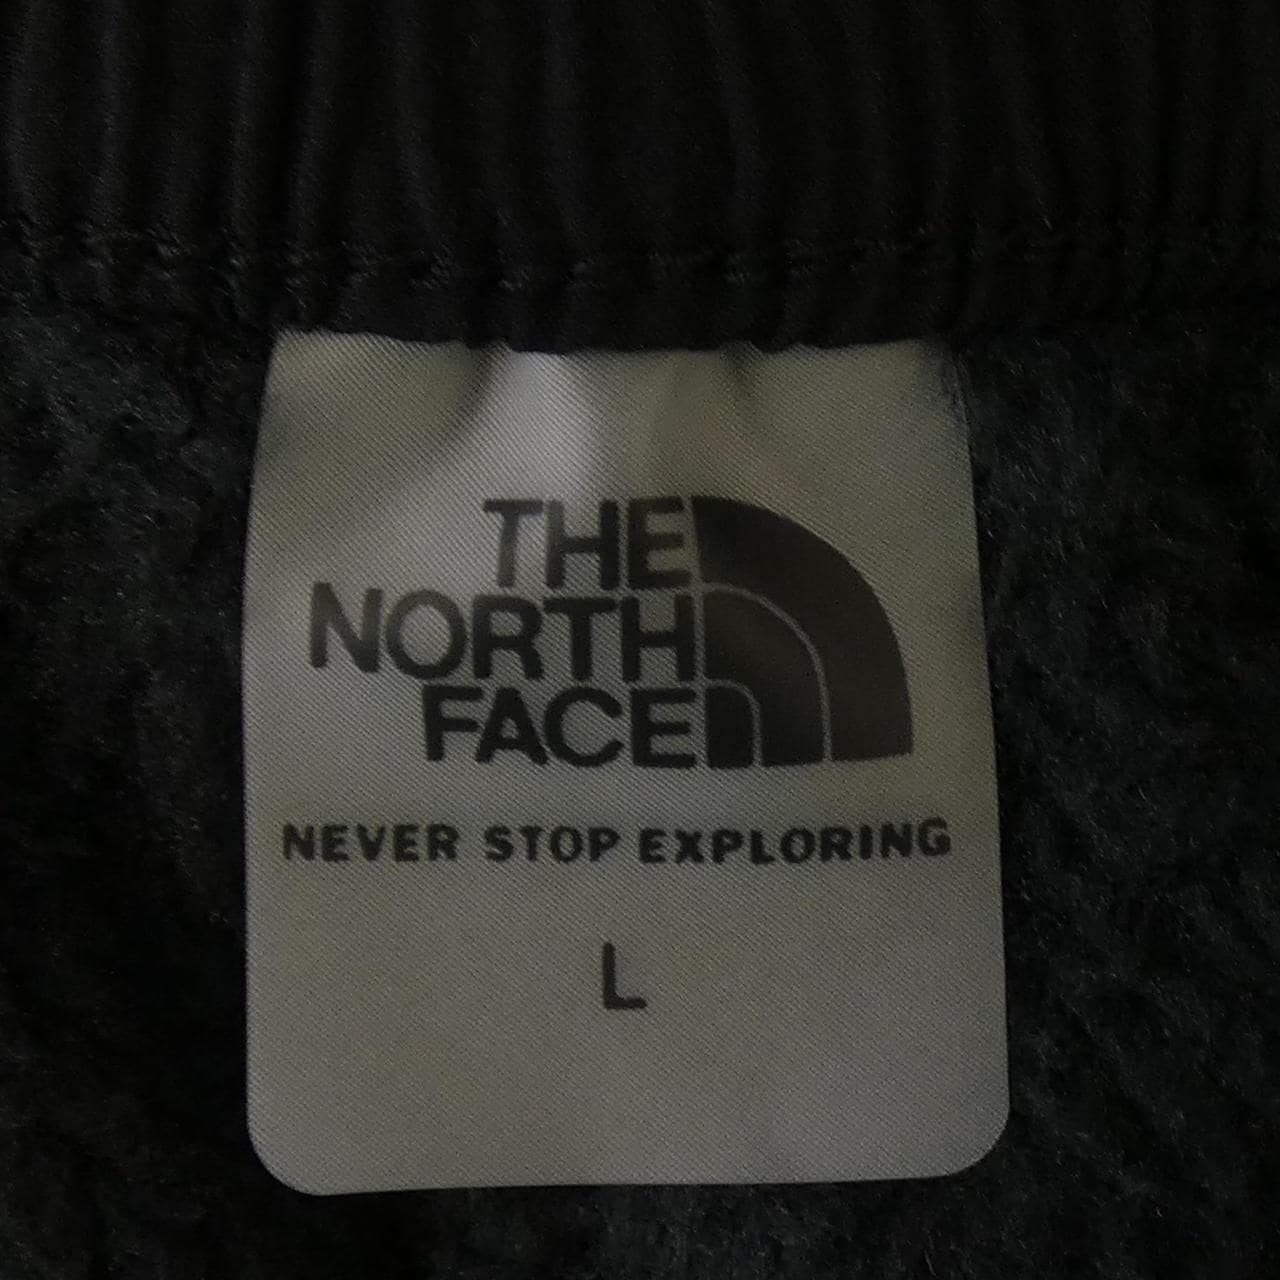 THE
NORTH
FACE
NEVER STOP EXPLORING
L